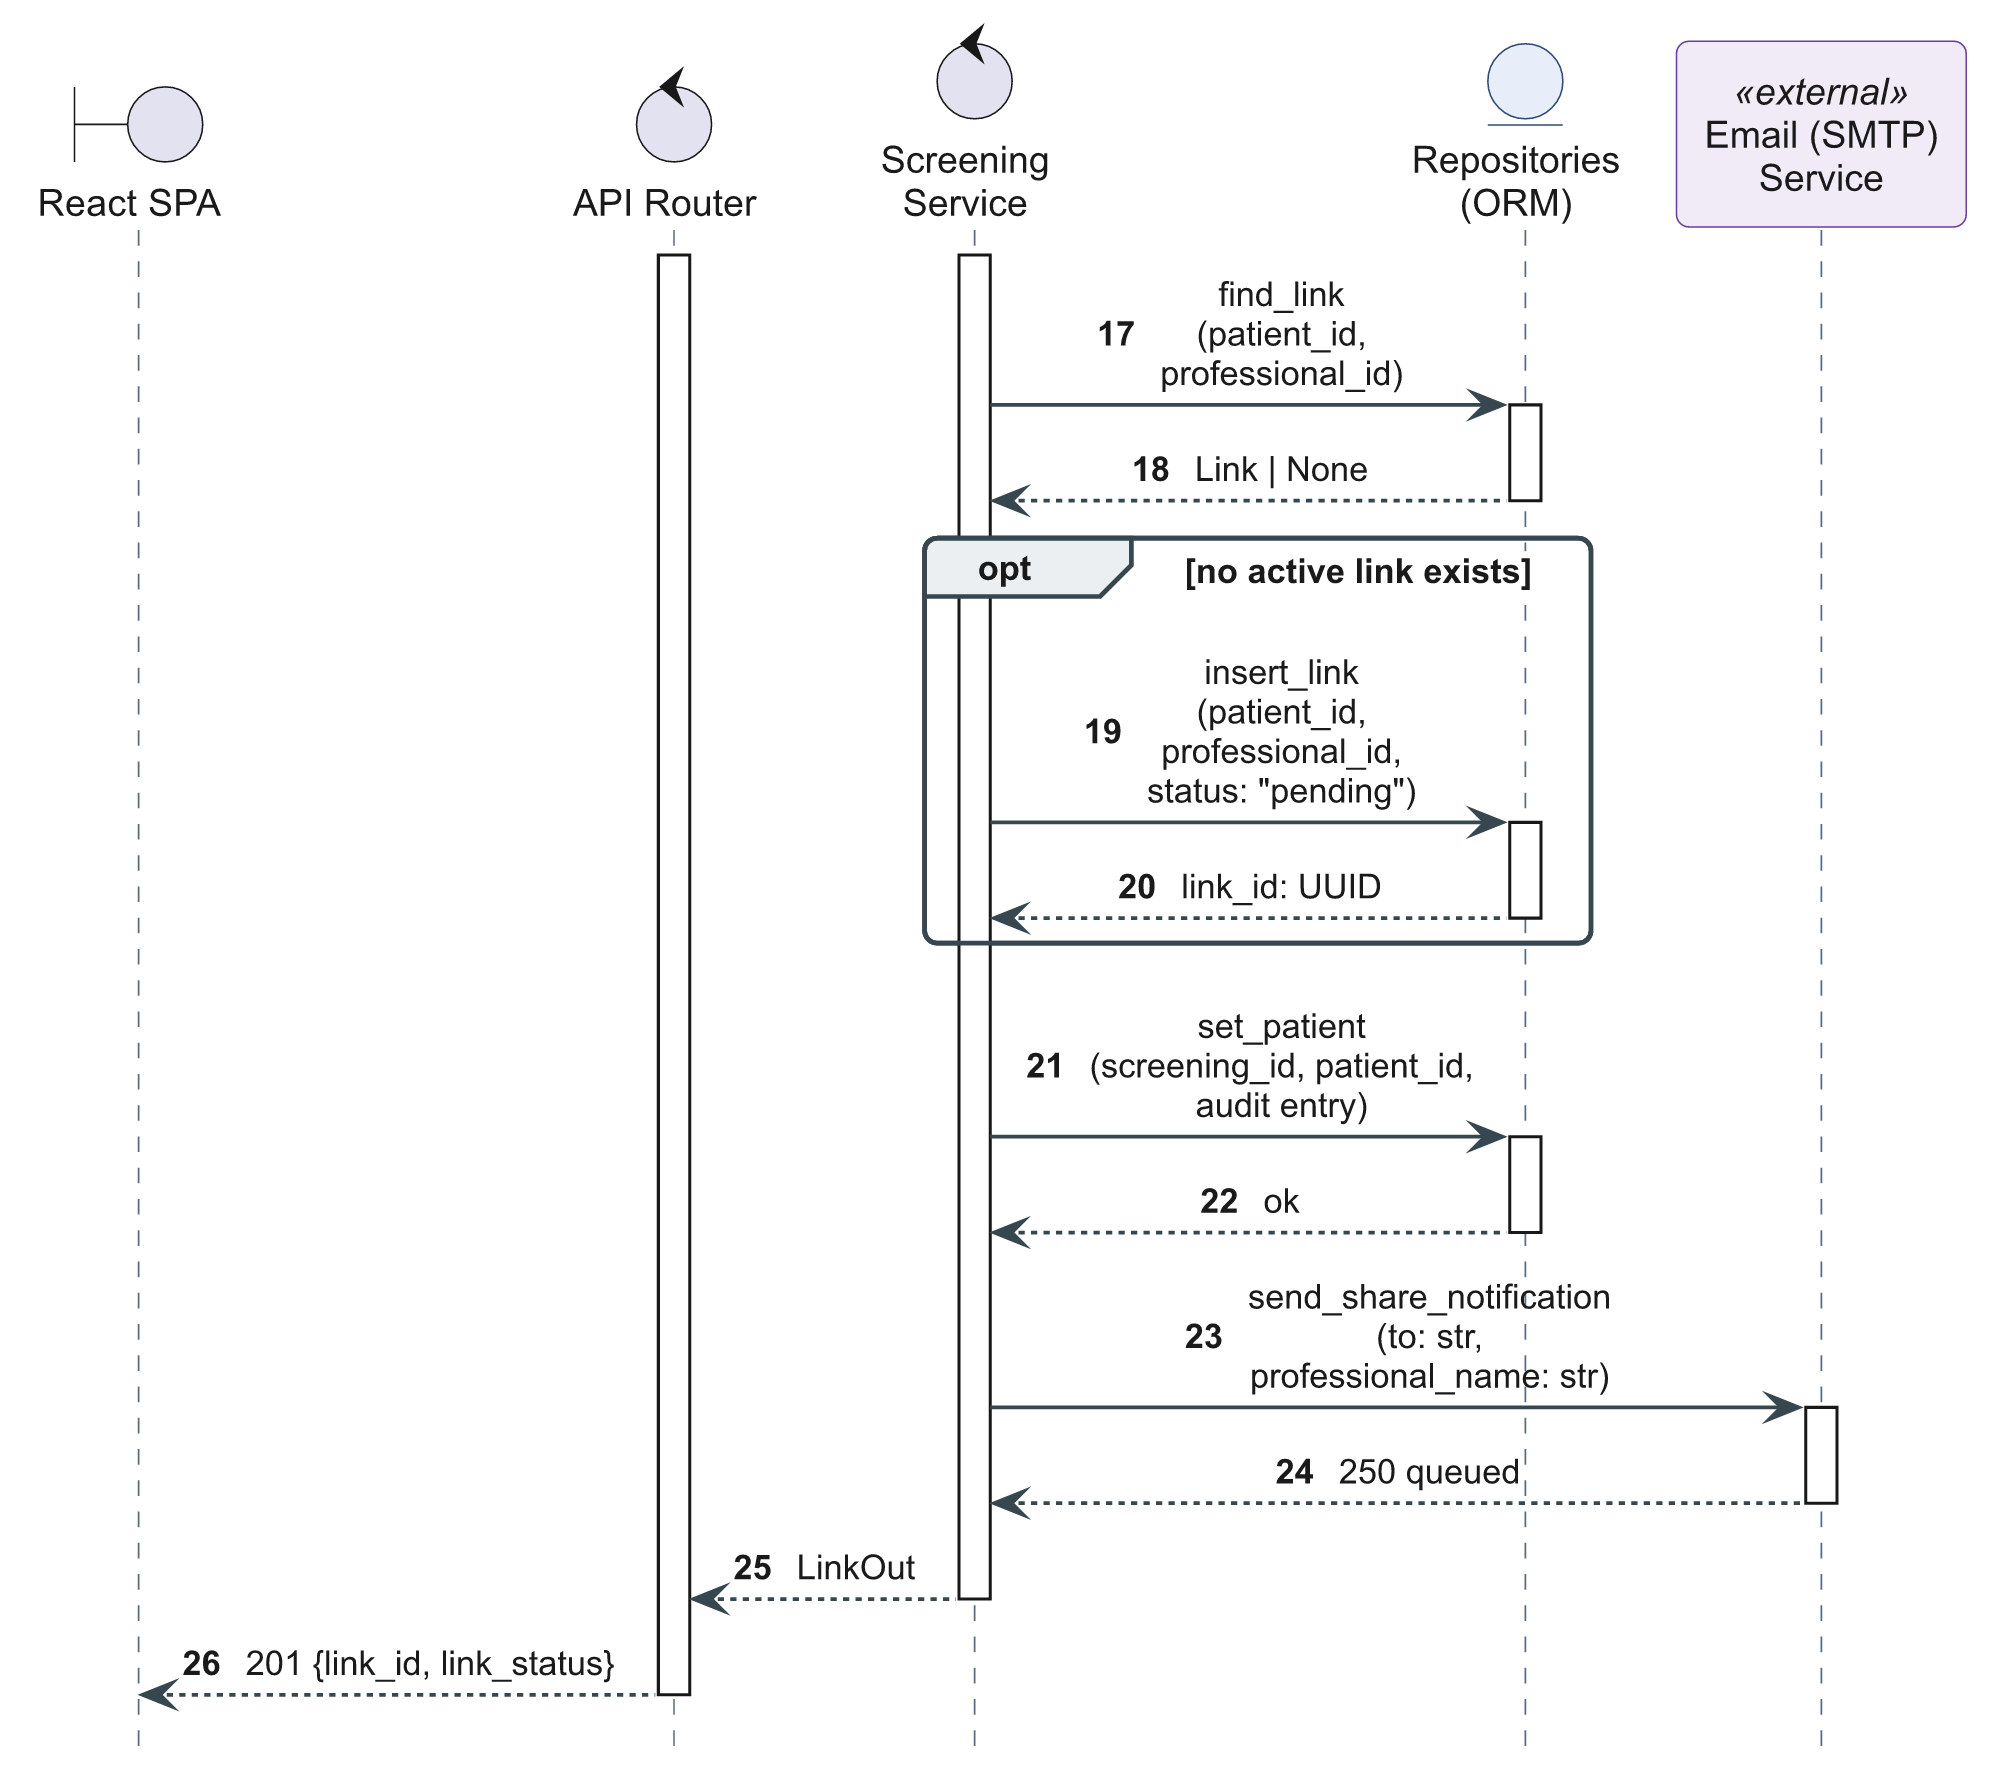 React SPA
API Router
Screening
Service
Repositories
(ORM)
«external»
Email (SMTP)
Service
find_link
17 (patient_id,
professional_id)
18 Link | None
opt [no active link exists]
insert_link
(patient_id,
19
professional_id,
status: "pending")
20 link_id: UUID
set_patient
21 (screening_id, patient_id,
audit entry)
22 ok
send_share_notification
23 (to: str,
professional_name: str)
24 250 queued
25 LinkOut
26 201 {link_id, link_status}